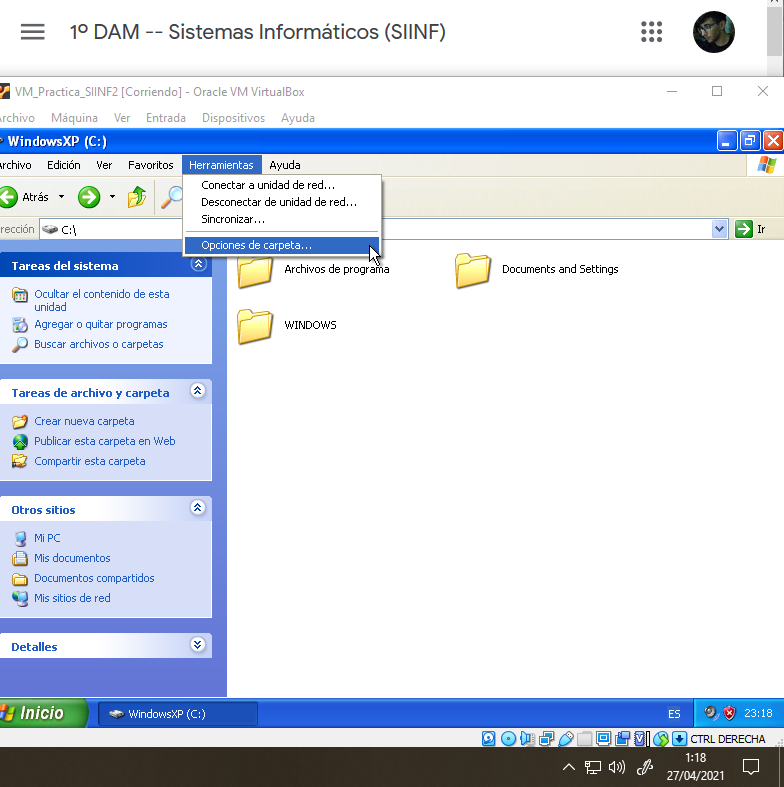 1º DAM -- Sistemas Informáticos (SIINF)
VM_Practica_SIINF2 [Corriendo] - Oracle VM VirtualBox
rchivo Máquina Ver Entrada Dispositivos Ayuda
WindowsXP (C:)
rchivo Edición Ver Favoritos Herramientas Ayuda
Conectar a unidad de red...
Desconectar de unidad de red...
Sincronizar...
Opciones de carpeta...
Atrás
rección C:\ Ir
Tareas del sistema
Ocultar el contenido de esta
unidad
Agregar o quitar programas
Buscar archivos o carpetas
Tareas de archivo y carpeta
Crear nueva carpeta
Publicar esta carpeta en Web
Compartir esta carpeta
Otros sitios
Mi PC
Mis documentos
Documentos compartidos
Mis sitios de red
Detalles
Archivos de programa
Documents and Settings
WINDOWS
Inicio
WindowsXP (C:)
ES
23:18
CTRL DERECHA
1:18
27/04/2021